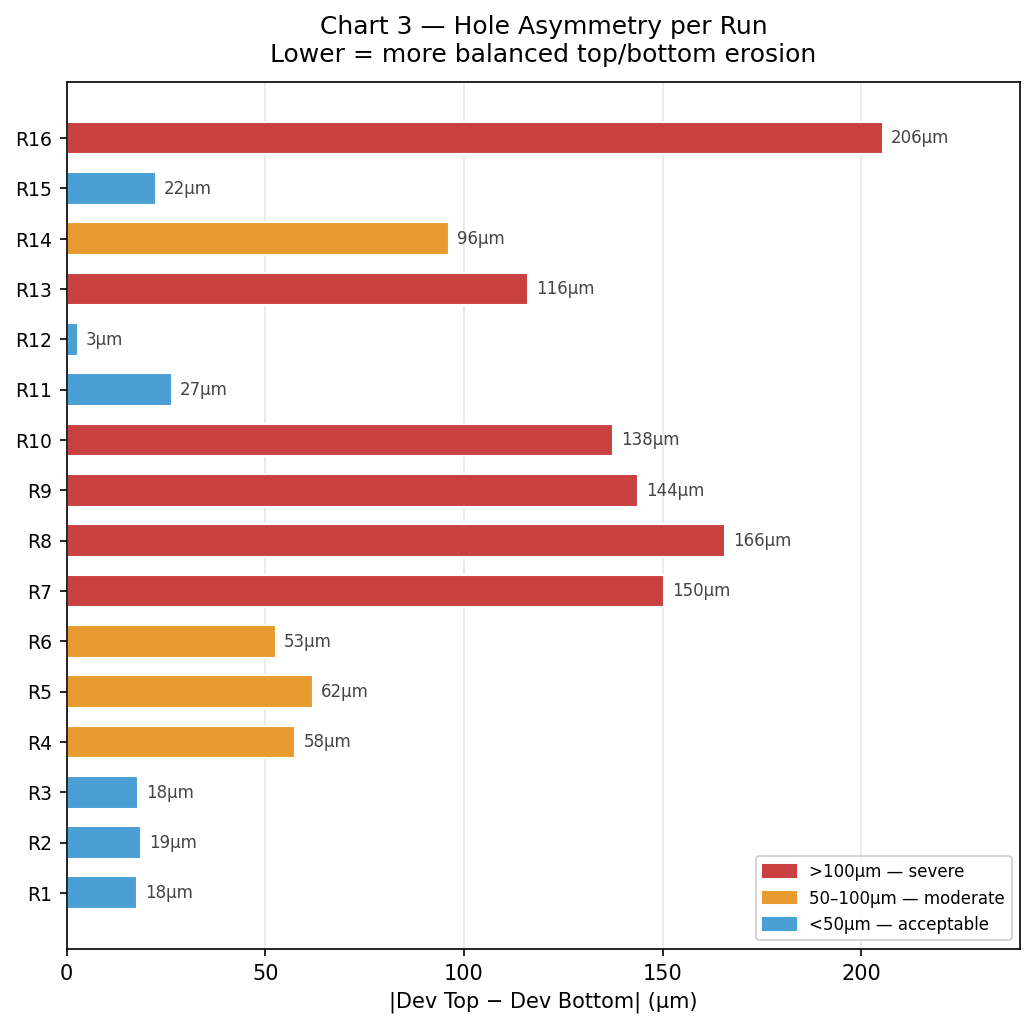 Chart 3 — Hole Asymmetry per Run
Lower = more balanced top/bottom erosion
R16 206µm
R15 22µm
R14 96µm
R13 116µm
R12 3µm
R11 27µm
R10 138µm
R9 144µm
R8 166µm
R7 150µm
R6 53µm
R5 62µm
R4 58µm
R3 18µm
R2 19µm
R1 18µm
>100µm — severe
50–100µm — moderate
<50µm — acceptable
0 50 100 150 200
|Dev Top − Dev Bottom| (µm)